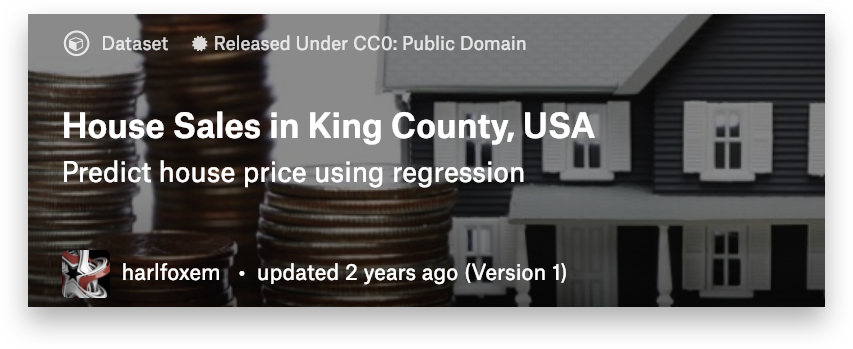 Dataset Released Under CC0: Public Domain
House Sales in King County, USA
Predict house price using regression
harlfoxem • updated 2 years ago (Version 1)